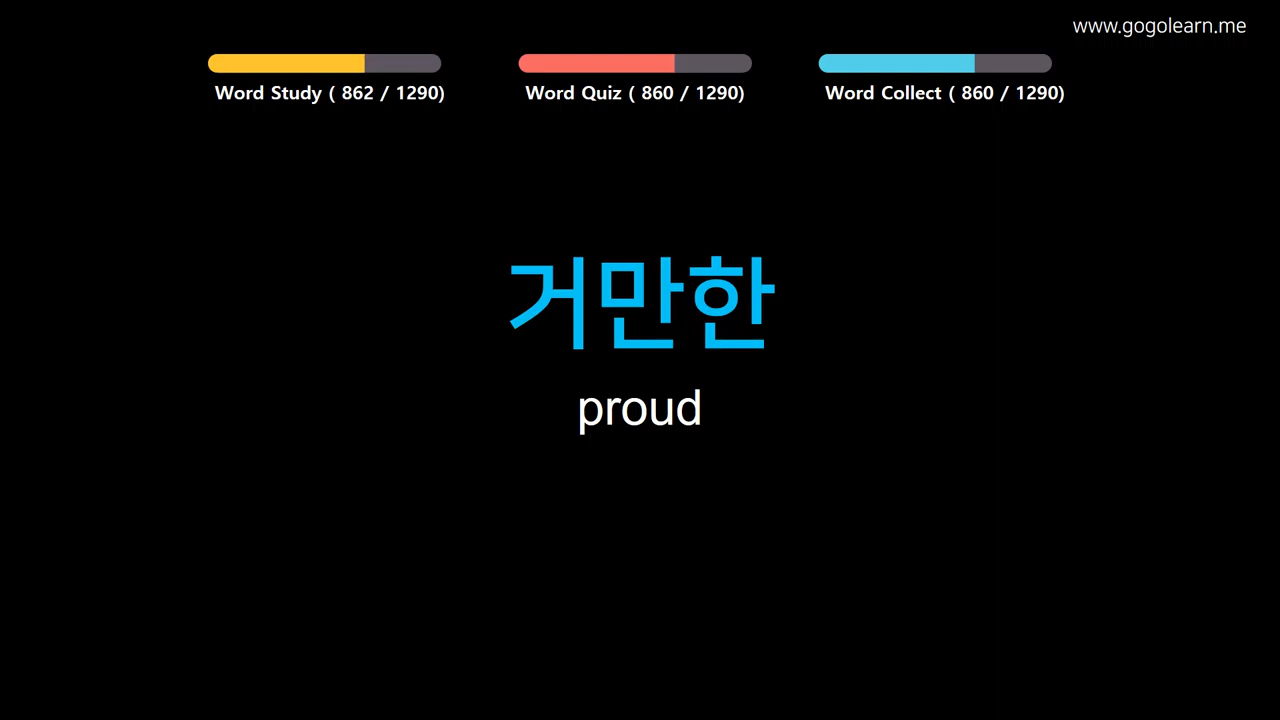 www.gogolearn.me
Word Study ( 862 / 1290)
Word Quiz ( 860 / 1290)
Word Collect ( 860 / 1290)
거만한
proud